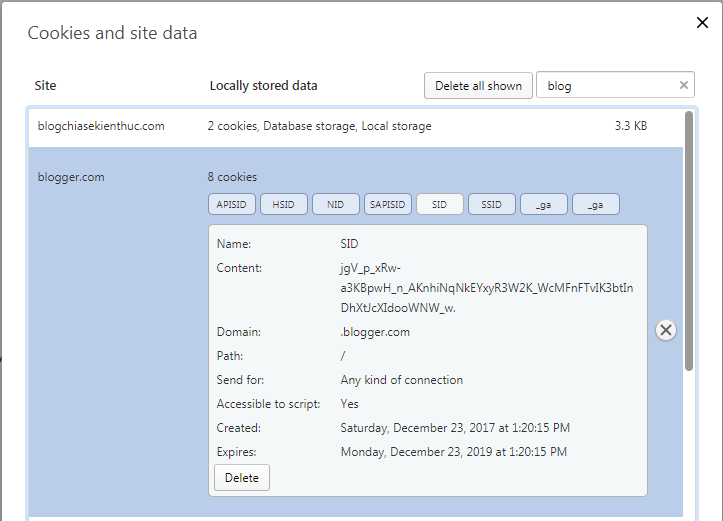 Cookies and site data
Site Locally stored data Delete all shown blog
blogchiasekienthuc.com 2 cookies, Database storage, Local storage 3.3 KB
blogger.com 8 cookies
APISID HSID NID SAPISID SID SSID _ga _ga
Name: SID
Content: jgV_p_xRw-
a3KBpwH_n_AKnhiNqNkEYxyR3W2K_WcMFnFTvIK3btIn
DhXtJcXIdooWNW_w.
Domain: .blogger.com
Path: /
Send for: Any kind of connection
Accessible to script: Yes
Created: Saturday, December 23, 2017 at 1:20:15 PM
Expires: Monday, December 23, 2019 at 1:20:15 PM
Delete